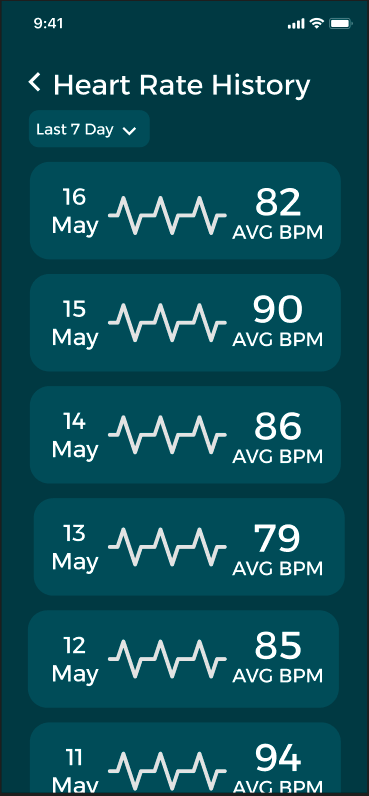 9:41
Heart Rate History
Last 7 Day
16
May
82
AVG BPM
15
May
90
AVG BPM
14
May
86
AVG BPM
13
May
79
AVG BPM
12
May
85
AVG BPM
11
May
94
AVG BPM